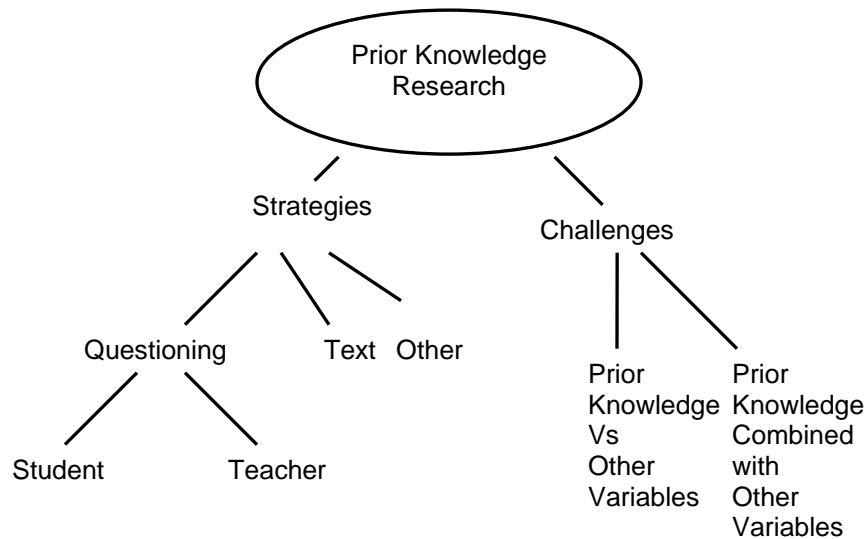 Prior Knowledge
Research
Strategies
Challenges
Questioning
Text
Other
Student
Teacher
Prior
Knowledge
Vs
Other
Variables
Prior
Knowledge
Combined
with
Other
Variables